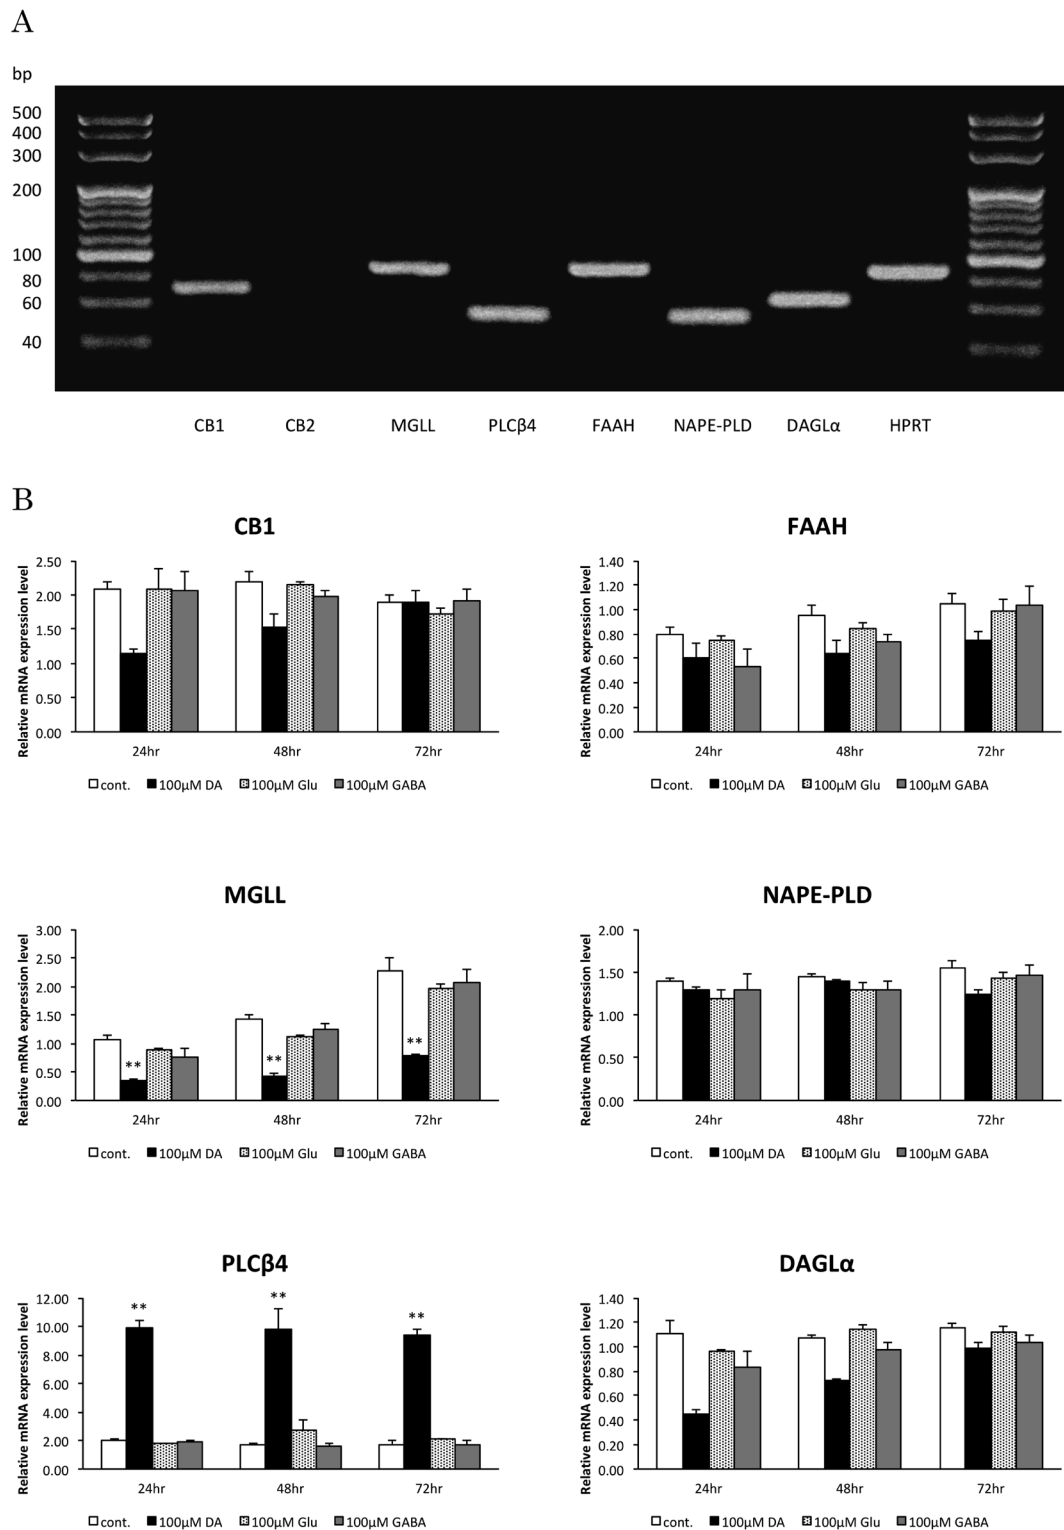 A
bp
500
400
300
200
100
80
60
40
CB1 CB2 MGLL PLCβ4 FAAH NAPE-PLD DAGLα HPRT
B
CB1
Relative mRNA expression level
2.50
2.00
1.50
1.00
0.50
0.00
24hr 48hr 72hr
cont. 100μM DA 100μM Glu 100μM GABA
FAAH
Relative mRNA expression level
1.40
1.20
1.00
0.80
0.60
0.40
0.20
0.00
24hr 48hr 72hr
cont. 100μM DA 100μM Glu 100μM GABA
MGLL
Relative mRNA expression level
3.00
2.50
2.00
1.50
1.00
0.50
0.00
** ** **
24hr 48hr 72hr
cont. 100μM DA 100μM Glu 100μM GABA
NAPE-PLD
Relative mRNA expression level
2.00
1.50
1.00
0.50
0.00
24hr 48hr 72hr
cont. 100μM DA 100μM Glu 100μM GABA
PLCβ4
Relative mRNA expression level
12.00
10.00
8.00
6.00
4.00
2.00
0.00
** ** **
24hr 48hr 72hr
cont. 100μM DA 100μM Glu 100μM GABA
DAGLα
Relative mRNA expression level
1.40
1.20
1.00
0.80
0.60
0.40
0.20
0.00
24hr 48hr 72hr
cont. 100μM DA 100μM Glu 100μM GABA